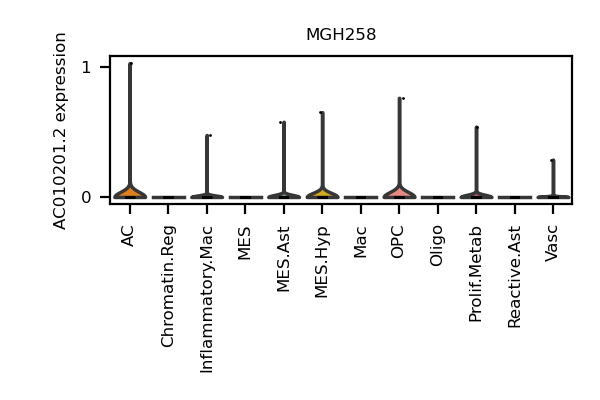 MGH258
AC010201.2 expression
1
0
AC
Chromatin.Reg
Inflammatory.Mac
MES
MES.Ast
MES.Hyp
Mac
OPC
Oligo
Prolif.Metab
Reactive.Ast
Vasc